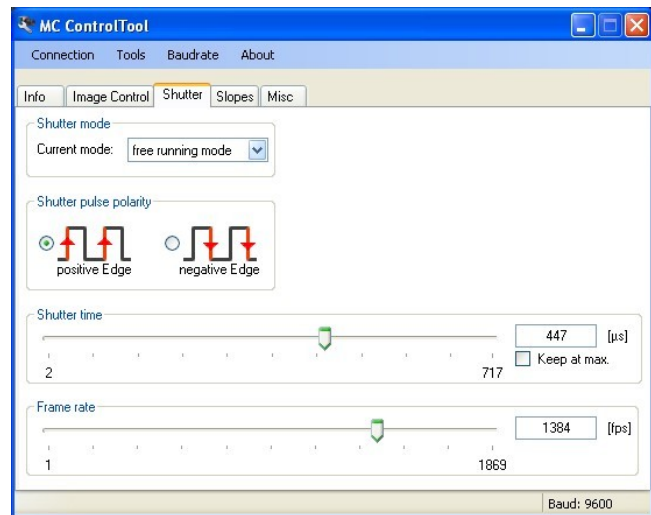 MC ControlTool
Connection Tools Baudrate About
Info Image Control Shutter Slopes Misc
Shutter mode
Current mode: free running mode
Shutter pulse polarity
positive Edge negative Edge
Shutter time
447 [µs]
Keep at max.
2 717
Frame rate
1384 [fps]
1 1869
Baud: 9600